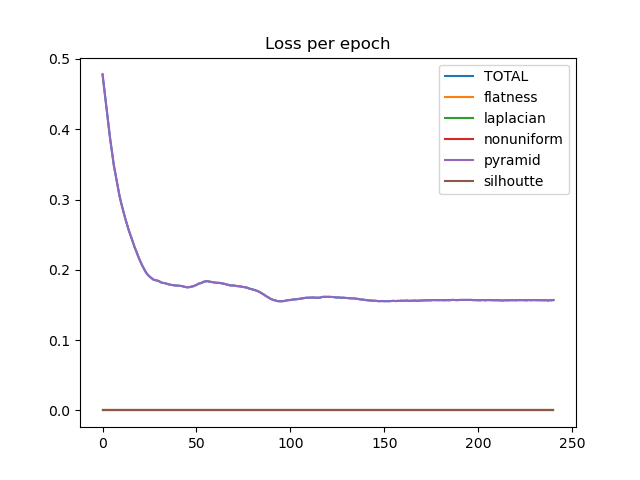 Loss per epoch
0.5
0.4
0.3
0.2
0.1
0.0
0 50 100 150 200 250
TOTAL
flatness
laplacian
nonuniform
pyramid
silhoutte